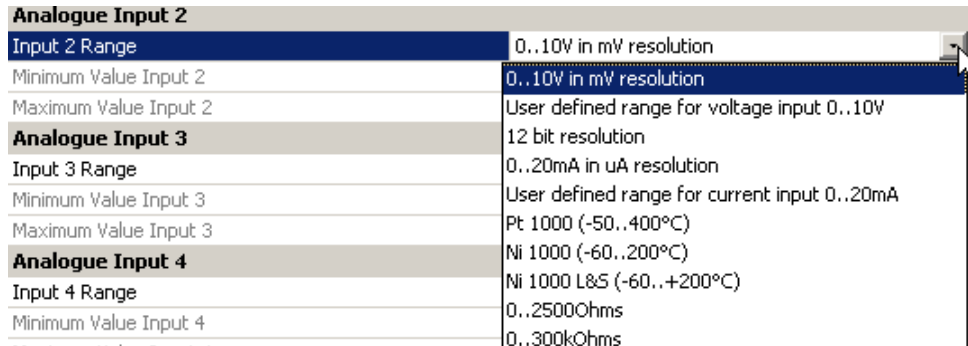 Analogue Input 2
Input 2 Range 0..10V in mV resolution
Minimum Value Input 2 0..10V in mV resolution
Maximum Value Input 2 User defined range for voltage input 0..10V
Analogue Input 3 12 bit resolution
Input 3 Range 0..20mA in uA resolution
Minimum Value Input 3 User defined range for current input 0..20mA
Maximum Value Input 3 Pt 1000 (-50..400°C)
Analogue Input 4 Ni 1000 (-60..200°C)
Input 4 Range Ni 1000 L&S (-60..+200°C)
Minimum Value Input 4 0..2500Ohms
0..300kOhms